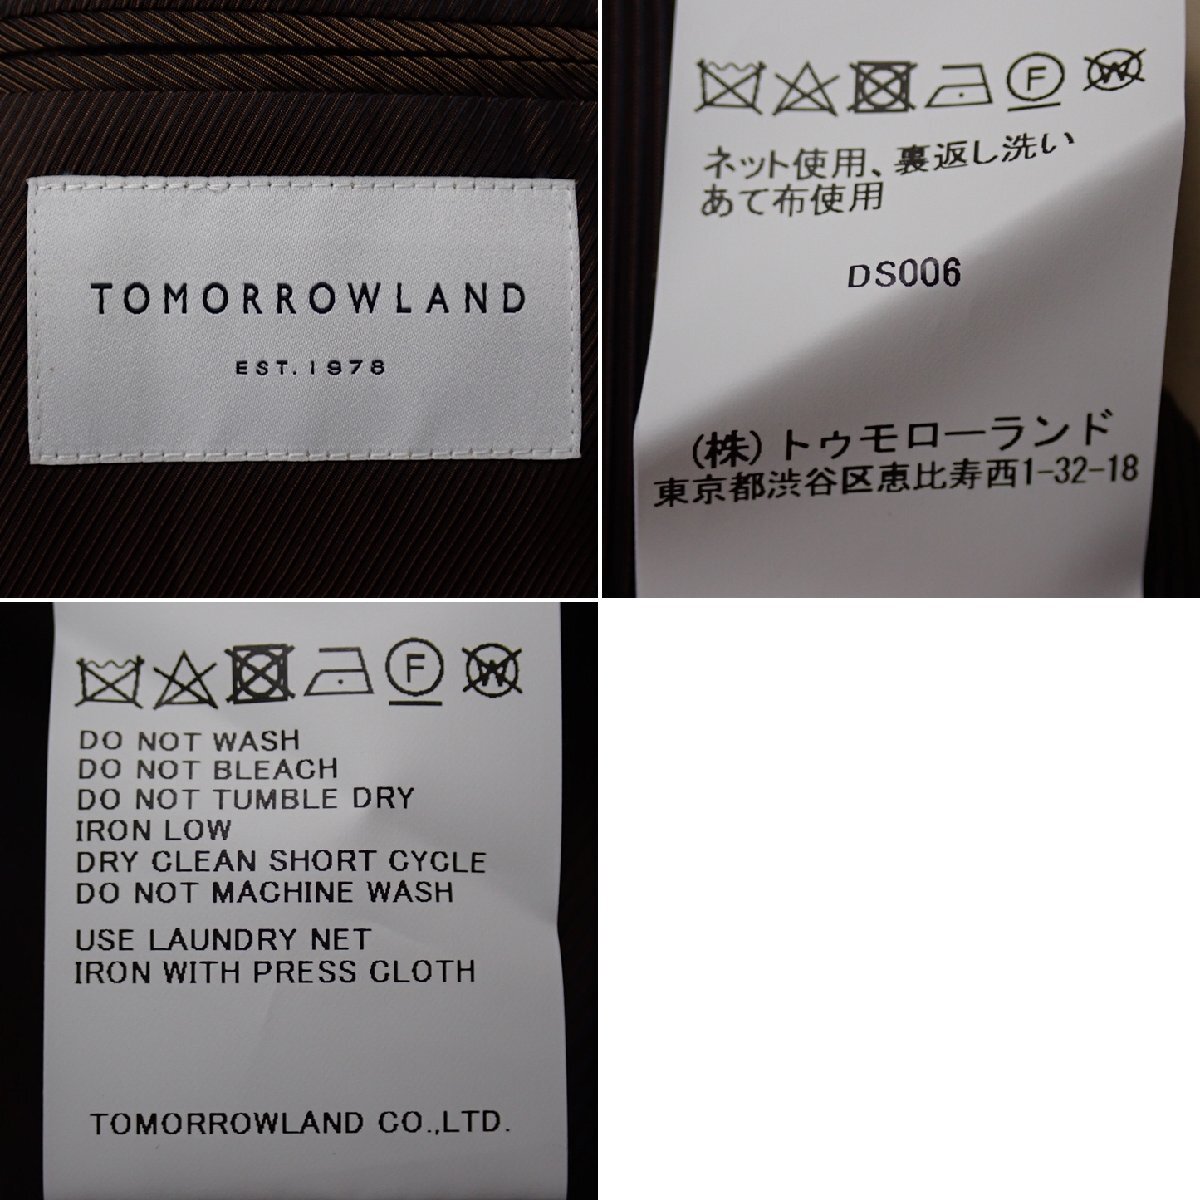 TOMORROWLAND
EST. 1978
F W
ネット使用、裏返し洗い
あて布使用
DS006
(株)トゥモローランド
東京都渋谷区恵比寿西1-32-18
F W
DO NOT WASH
DO NOT BLEACH
DO NOT TUMBLE DRY
IRON LOW
DRY CLEAN SHORT CYCLE
DO NOT MACHINE WASH
USE LAUNDRY NET
IRON WITH PRESS CLOTH
TOMORROWLAND CO.,LTD.